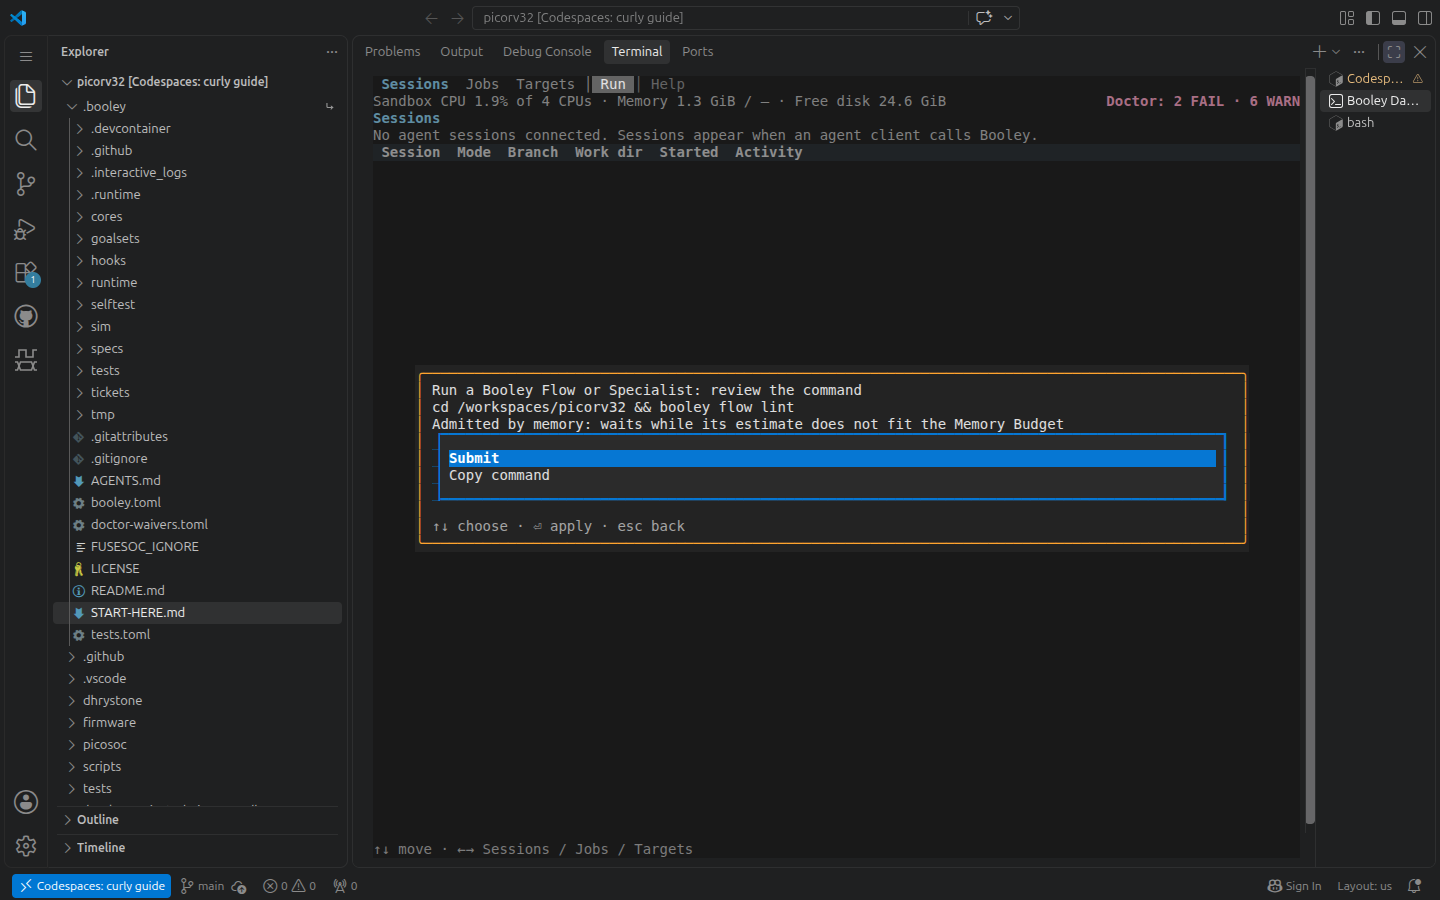 picorv32 [Codespaces: curly guide]
Explorer
Problems Output Debug Console Terminal Ports
picorv32 [Codespaces: curly guide]
.booley
.devcontainer
.github
.interactive_logs
.runtime
cores
goalsets
hooks
runtime
selftest
sim
specs
tests
tickets
tmp
.gitattributes
.gitignore
AGENTS.md
booley.toml
doctor-waivers.toml
FUSESOC_IGNORE
LICENSE
README.md
START-HERE.md
tests.toml
.github
.vscode
dhrystone
firmware
picosoc
scripts
tests
Outline
Timeline
1
Sessions Jobs Targets │ Run │ Help
Sandbox CPU 1.9% of 4 CPUs · Memory 1.3 GiB / — · Free disk 24.6 GiB Doctor: 2 FAIL · 6 WARN
Sessions
No agent sessions connected. Sessions appear when an agent client calls Booley.
Session Mode Branch Work dir Started Activity
Run a Booley Flow or Specialist: review the command
cd /workspaces/picorv32 && booley flow lint
Admitted by memory: waits while its estimate does not fit the Memory Budget
Submit
Copy command
↑↓ choose · ⏎ apply · esc back
↑↓ move · ←→ Sessions / Jobs / Targets
Codesp...
Booley Da...
bash
Codespaces: curly guide main 0 0 0 Sign In Layout: us